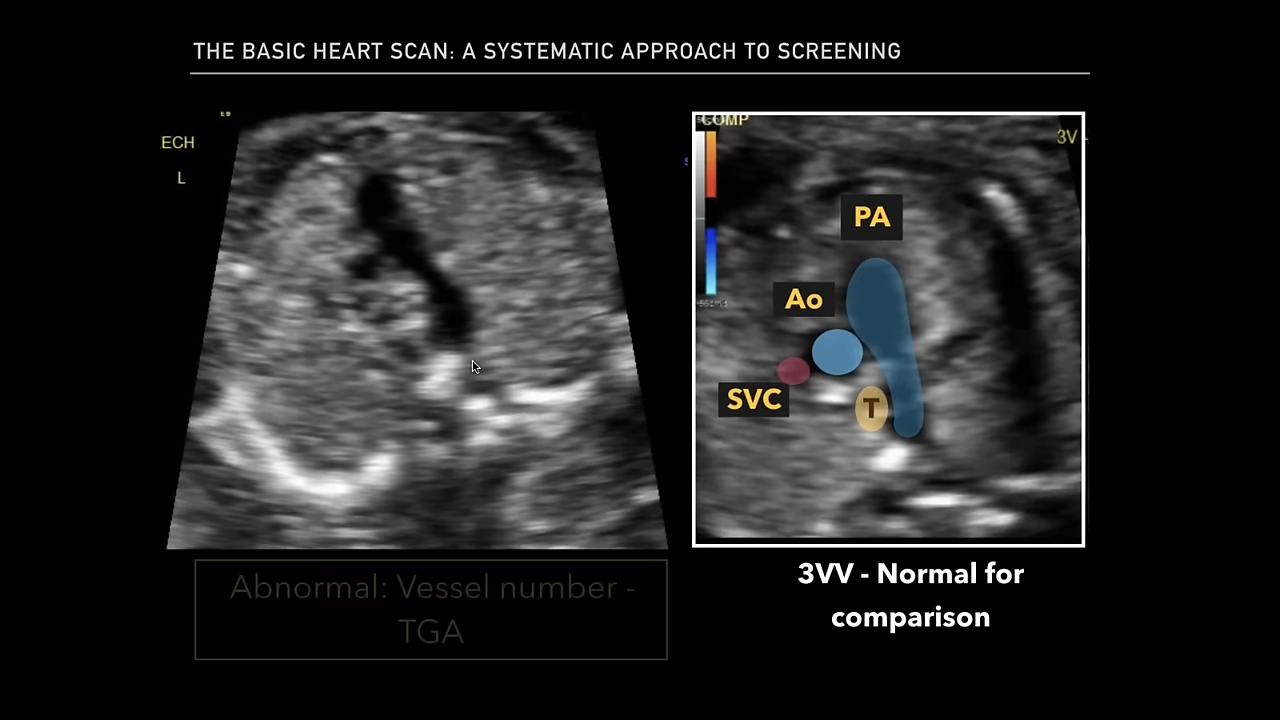 THE BASIC HEART SCAN: A SYSTEMATIC APPROACH TO SCREENING
ECH
L
COMP
3V
PA
Ao
SVC
T
Abnormal: Vessel number -
TGA
3VV - Normal for
comparison